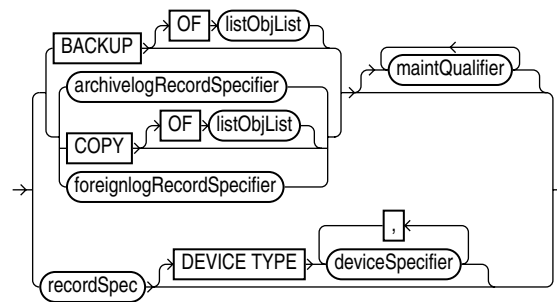 BACKUP OF listObjList
maintQualifier
archivelogRecordSpecifier
COPY OF listObjList
foreignlogRecordSpecifier
,
recordSpec DEVICE TYPE deviceSpecifier